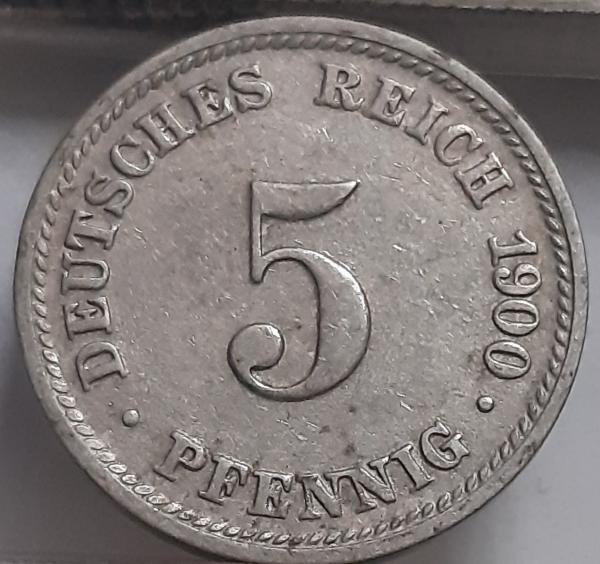 DEUTSCHES REICH 1900
5
• PFENNIG •